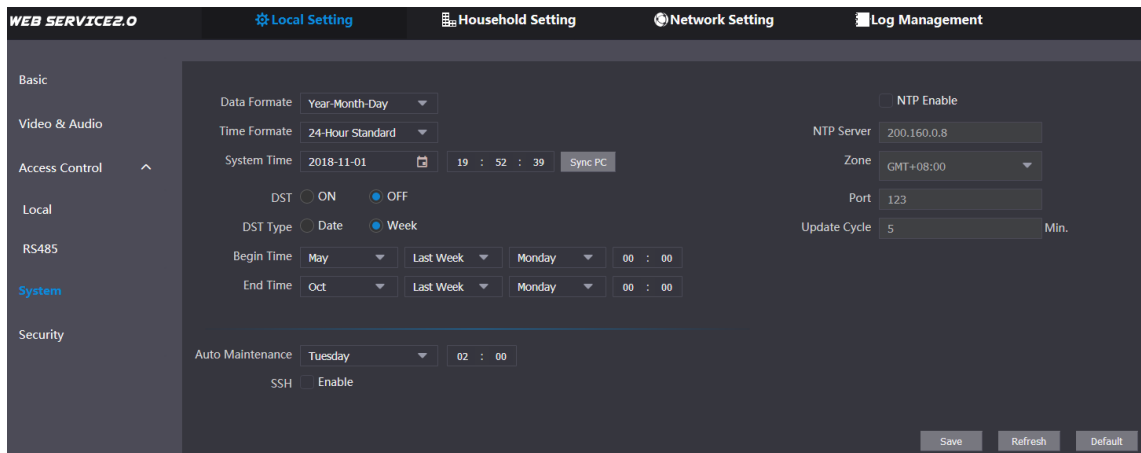 WEB SERVICE2.0 Local Setting Household Setting Network Setting Log Management
Basic
Video & Audio
Access Control
Local
RS485
System
Security
Data Formate Year-Month-Day
Time Formate 24-Hour Standard
System Time 2018-11-01 19 : 52 : 39 Sync PC
DST ON OFF
DST Type Date Week
Begin Time May Last Week Monday 00 : 00
End Time Oct Last Week Monday 00 : 00
Auto Maintenance Tuesday 02 : 00
SSH Enable
NTP Enable
NTP Server 200.160.0.8
Zone GMT+08:00
Port 123
Update Cycle 5 Min.
Save Refresh Default